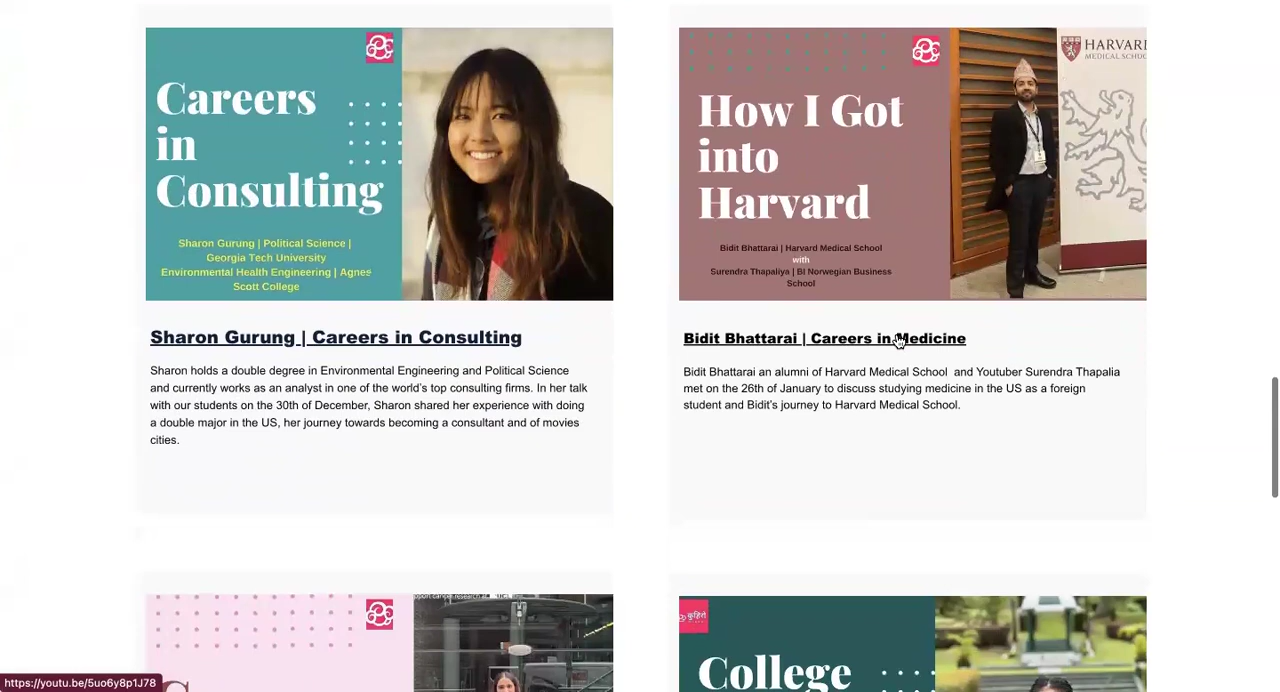 Careers
in
Consulting
Sharon Gurung | Political Science |
Georgia Tech University
Environmental Health Engineering | Agnes
Scott College
Sharon Gurung | Careers in Consulting
Sharon holds a double degree in Environmental Engineering and Political Science
and currently works as an analyst in one of the world's top consulting firms. In her talk
with our students on the 30th of December, Sharon shared her experience with doing
a double major in the US, her journey towards becoming a consultant and of movies
cities.
How I Got
into
Harvard
Bidit Bhattarai | Harvard Medical School
with
Surendra Thapaliya | BI Norwegian Business
School
HARVAR
MEDICAL SCHOO
Bidit Bhattarai | Careers in Medicine
Bidit Bhattarai an alumni of Harvard Medical School and Youtuber Surendra Thapalia
met on the 26th of January to discuss studying medicine in the US as a foreign
student and Bidit's journey to Harvard Medical School.
कुहिरो
College
https://youtu.be/5uo6y8p1J78